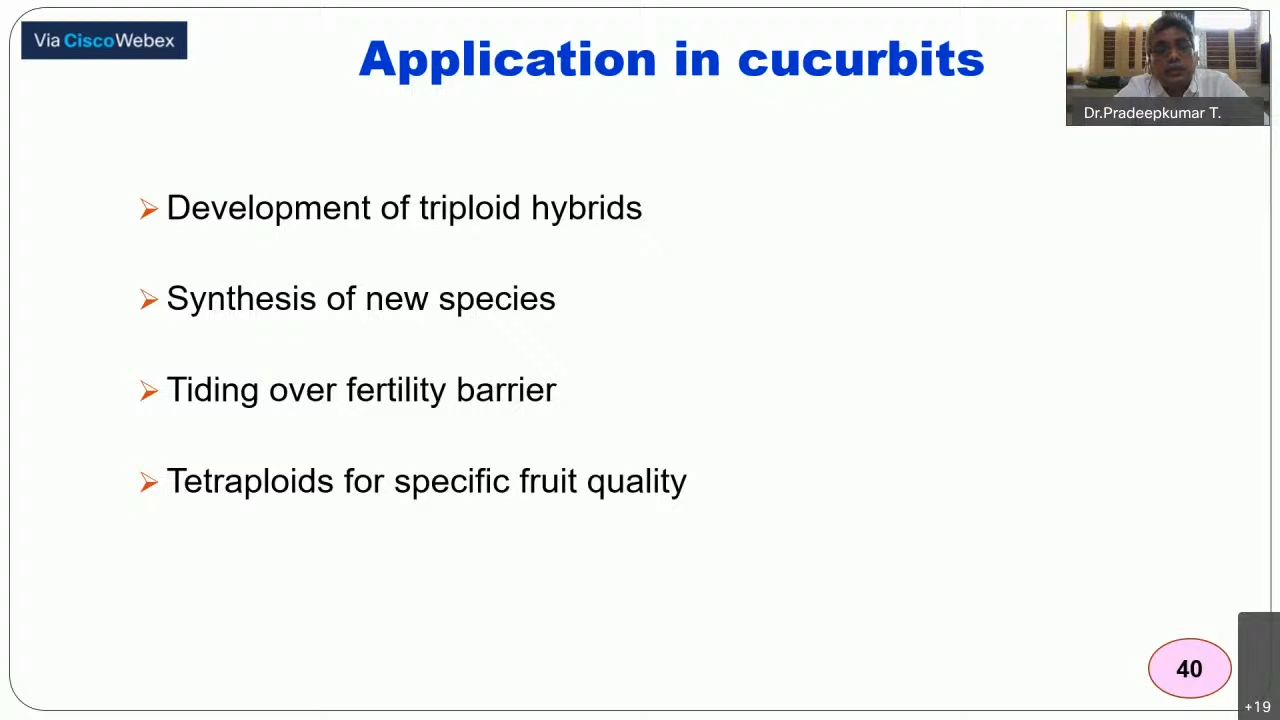 Via CiscoWebex
Application in cucurbits
Dr.Pradeepkumar T.
Development of triploid hybrids
Synthesis of new species
Tiding over fertility barrier
Tetraploids for specific fruit quality
40
+19